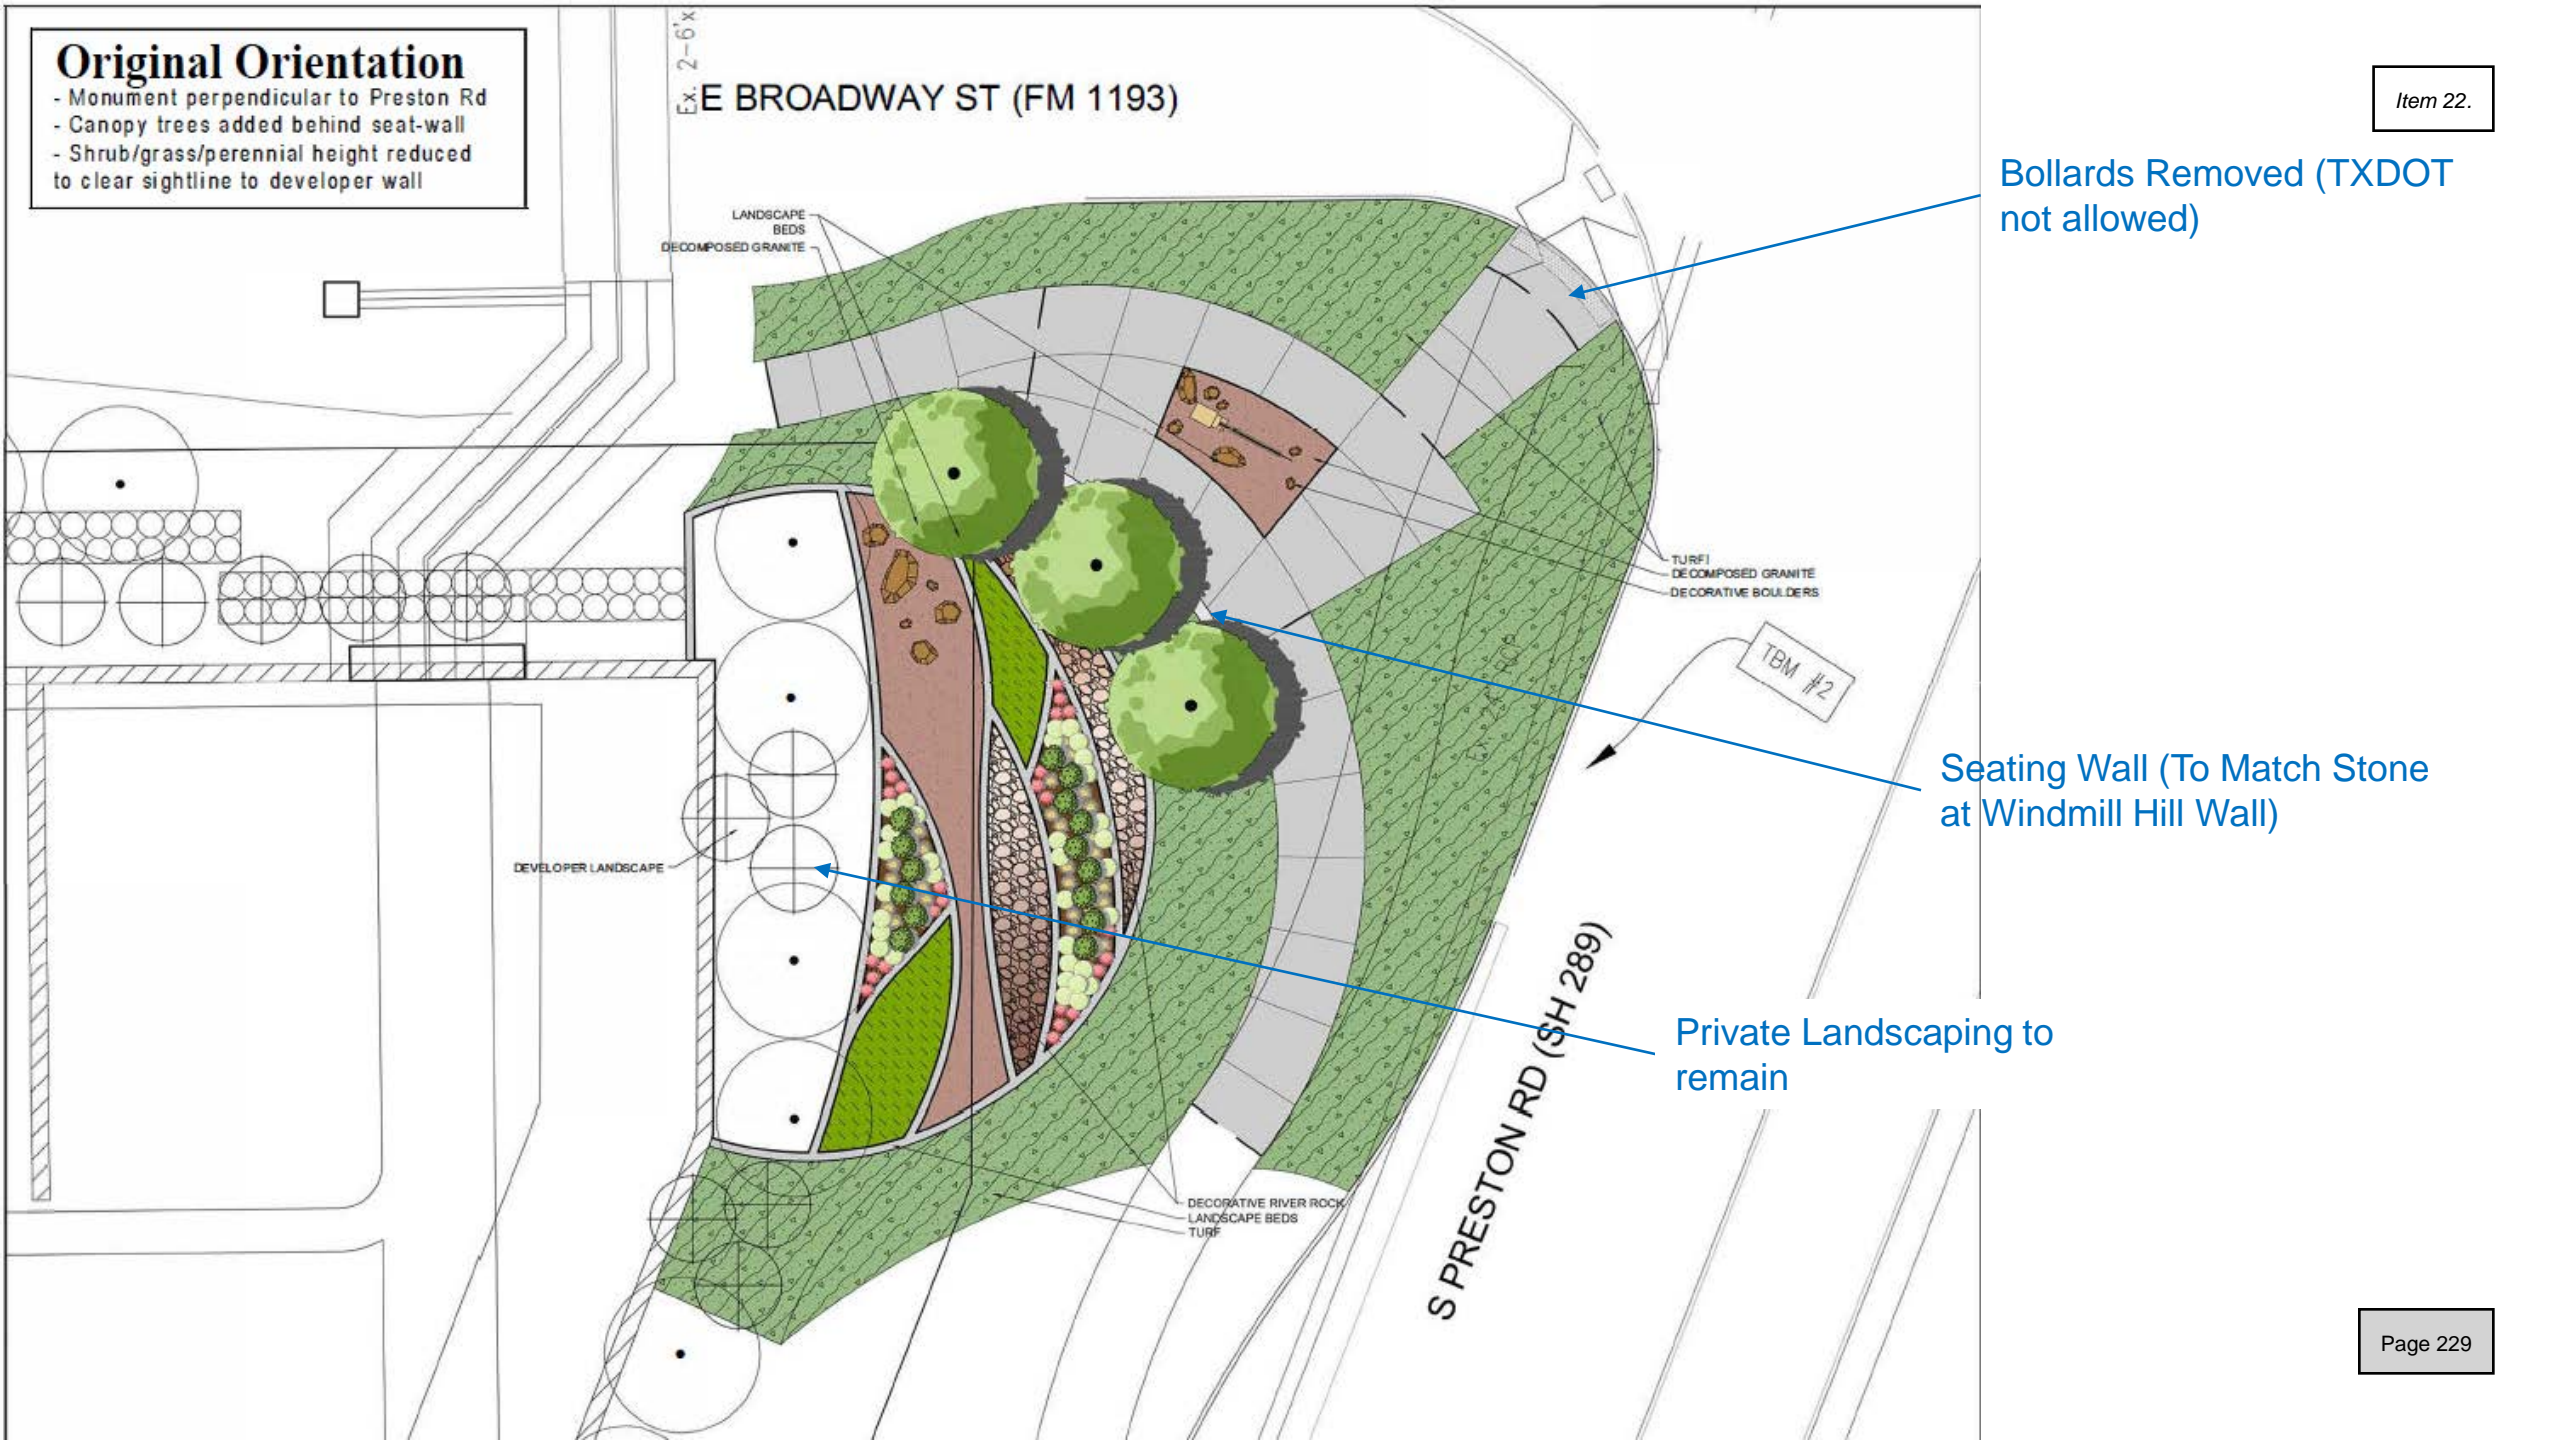 Original Orientation
- Monument perpendicular to Preston Rd
- Canopy trees added behind seat-wall
- Shrub/grass/perennial height reduced
to clear sightline to developer wall
Ex. 2-6'x
E BROADWAY ST (FM 1193)
Item 22.
Bollards Removed (TXDOT
not allowed)
LANDSCAPE
BEDS
DECOMPOSED GRANITE
TURF
DECOMPOSED GRANITE
DECORATIVE BOULDERS
TBM #2
Seating Wall (To Match Stone
at Windmill Hill Wall)
DEVELOPER LANDSCAPE
Private Landscaping to
remain
S PRESTON RD (SH 289)
DECORATIVE RIVER ROCK
LANDSCAPE BEDS
TURF
Page 229